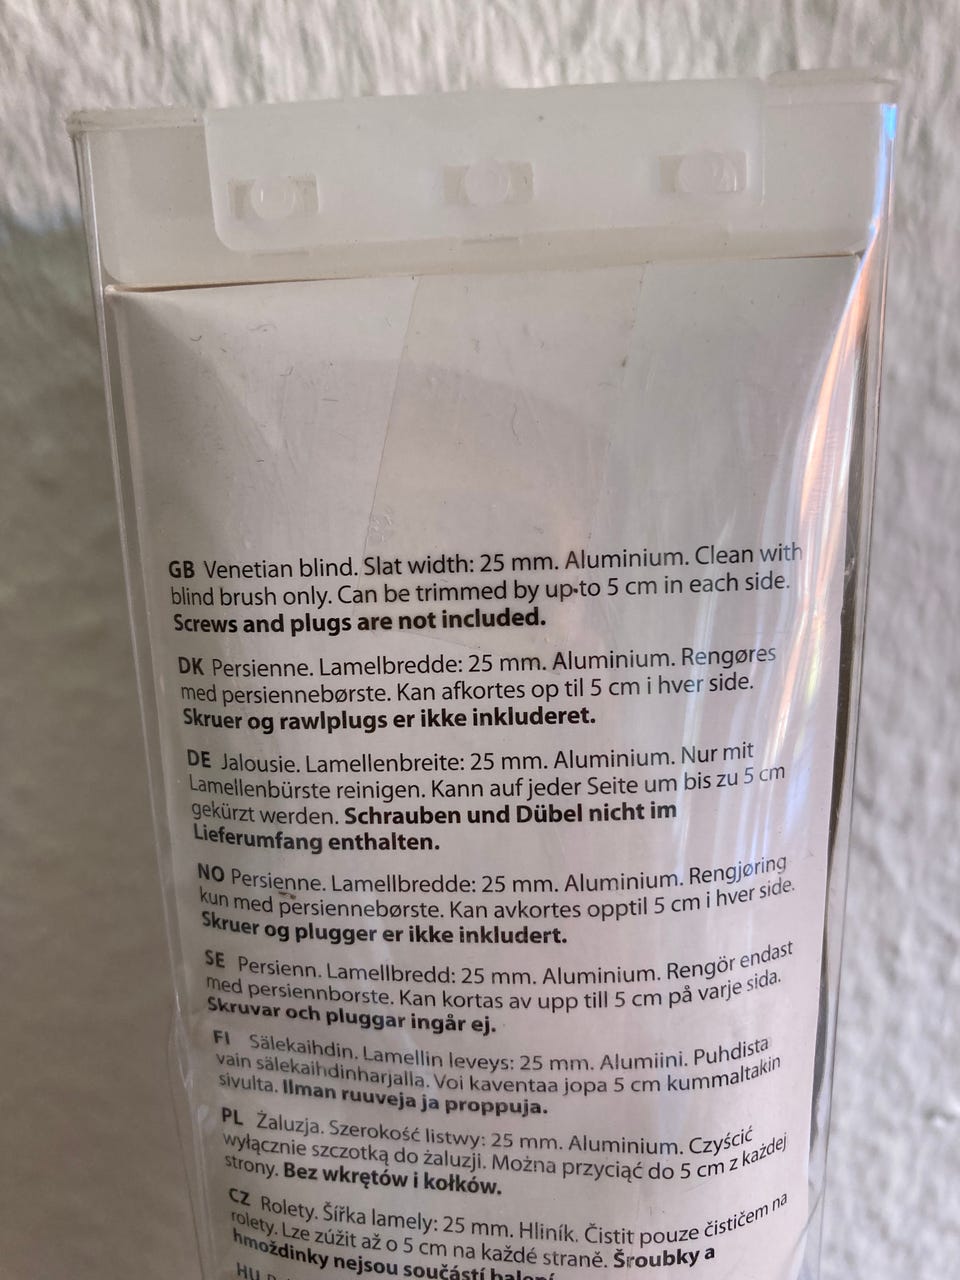 GB Venetian blind. Slat width: 25 mm. Aluminium. Clean with
blind brush only. Can be trimmed by up to 5 cm in each side.
Screws and plugs are not included.
DK Persienne. Lamelbredde: 25 mm. Aluminium. Rengøres
med persiennebørste. Kan afkortes op til 5 cm i hver side.
Skruer og rawlplugs er ikke inkluderet.
DE Jalousie. Lamellenbreite: 25 mm. Aluminium. Nur mit
Lamellenbürste reinigen. Kann auf jeder Seite um bis zu 5 cm
gekürzt werden. Schrauben und Dübel nicht im
Lieferumfang enthalten.
NO Persienne. Lamellbredde: 25 mm. Aluminium. Rengjøring
kun med persiennebørste. Kan avkortes opptil 5 cm i hver side.
Skruer og plugger er ikke inkludert.
SE Persienn. Lamellbredd: 25 mm. Aluminium. Rengör endast
med persiennborste. Kan kortas av upp till 5 cm på varje sida.
Skruvar och pluggar ingår ej.
FI Sälekaihdin. Lamellin leveys: 25 mm. Alumiini. Puhdista
vain sälekaihdinharjalla. Voi kaventaa jopa 5 cm kummaltakin
sivulta. Ilman ruuveja ja proppuja.
PL Żaluzja. Szerokość listwy: 25 mm. Aluminium. Czyścić
wyłącznie szczotką do żaluzji. Można przyciąć do 5 cm z każdej
strony. Bez wkrętów i kołków.
CZ Rolety. Šířka lamely: 25 mm. Hliník. Čistit pouze čističem na
rolety. Lze zúžit až o 5 cm na každé straně. Šroubky a
hmoždinky nejsou součástí balení.
HU